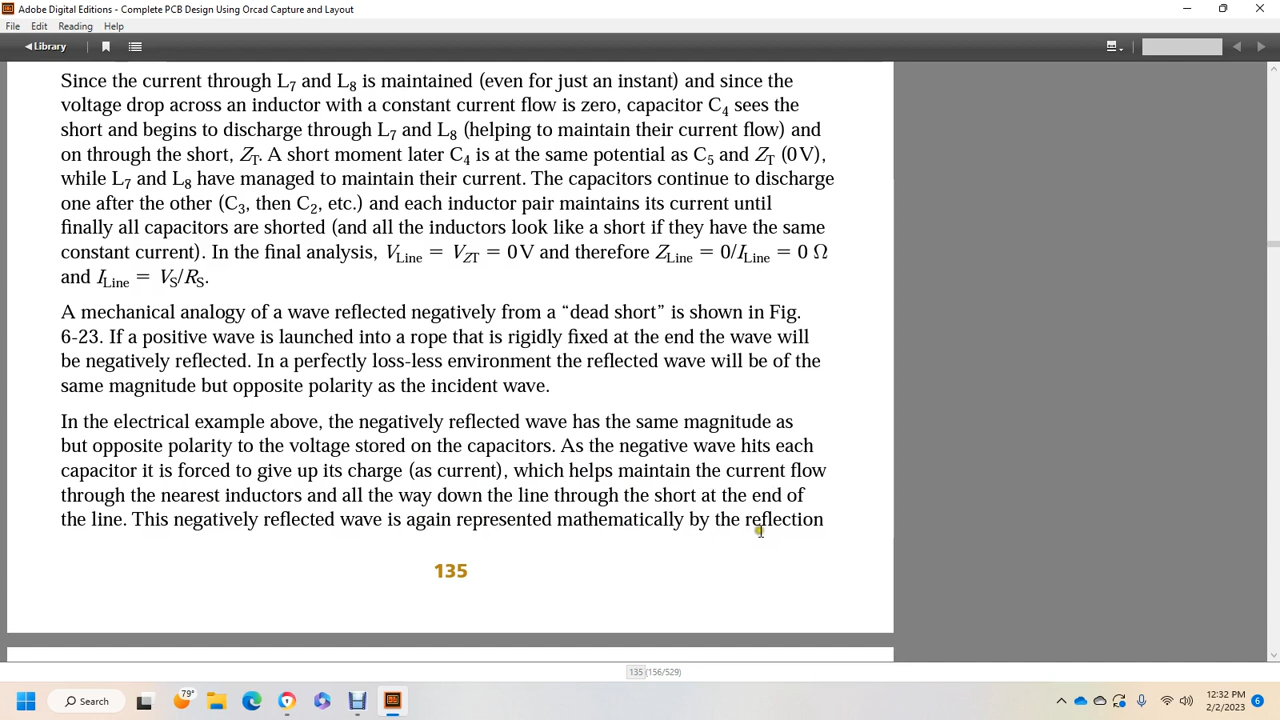 Adobe Digital Editions - Complete PCB Design Using Orcad Capture and Layout
File Edit Reading Help
Library
Since the current through L7 and L8 is maintained (even for just an instant) and since the
voltage drop across an inductor with a constant current flow is zero, capacitor C4 sees the
short and begins to discharge through L7 and L8 (helping to maintain their current flow) and
on through the short, ZT. A short moment later C4 is at the same potential as C5 and ZT (0V),
while L7 and L8 have managed to maintain their current. The capacitors continue to discharge
one after the other (C3, then C2, etc.) and each inductor pair maintains its current until
finally all capacitors are shorted (and all the inductors look like a short if they have the same
constant current). In the final analysis, VLine = VZT = 0V and therefore ZLine = 0/ILine = 0 Ω
and ILine = VS/RS.
A mechanical analogy of a wave reflected negatively from a “dead short” is shown in Fig.
6-23. If a positive wave is launched into a rope that is rigidly fixed at the end the wave will
be negatively reflected. In a perfectly loss-less environment the reflected wave will be of the
same magnitude but opposite polarity as the incident wave.
In the electrical example above, the negatively reflected wave has the same magnitude as
but opposite polarity to the voltage stored on the capacitors. As the negative wave hits each
capacitor it is forced to give up its charge (as current), which helps maintain the current flow
through the nearest inductors and all the way down the line through the short at the end of
the line. This negatively reflected wave is again represented mathematically by the reflection
135
135 (156/529)
79°
Search
12:32 PM
2/2/2023
6